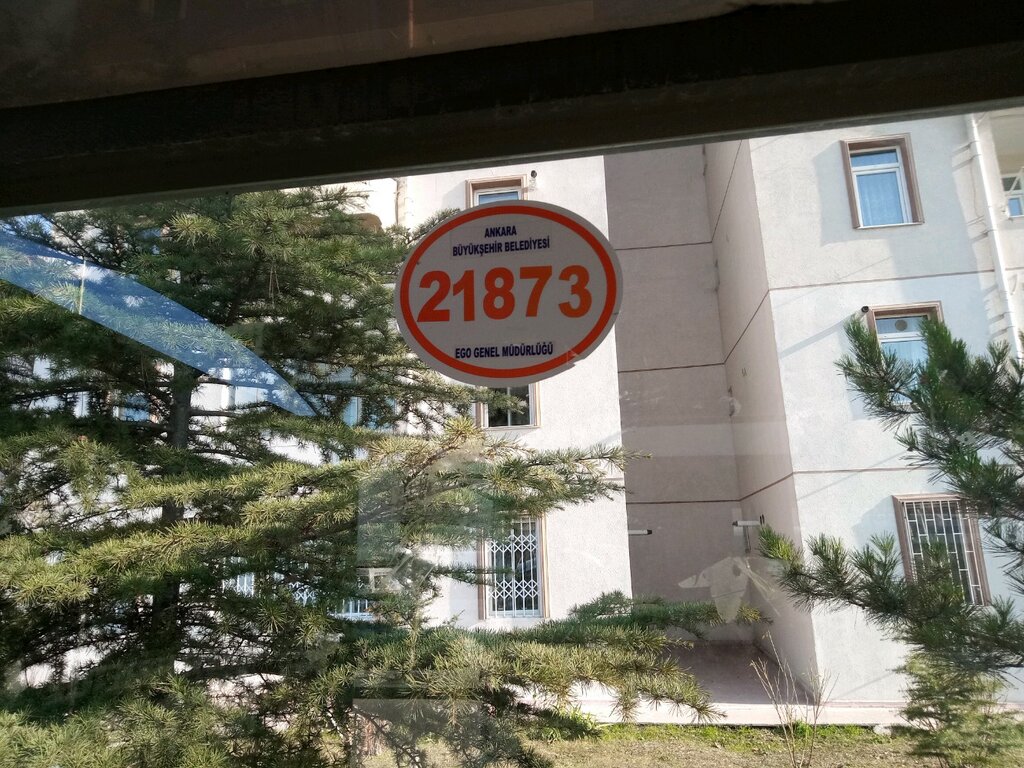 ANKARA
BÜYÜKŞEHİR BELEDİYESİ
21873
EGO GENEL MÜDÜRLÜĞÜ